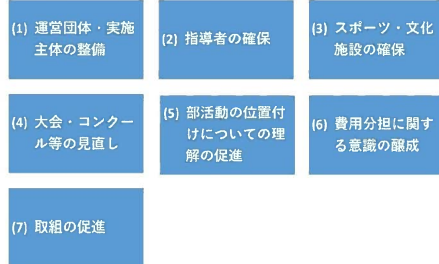 (1) 運営団体・実施
主体の整備
(2) 指導者の確保
(3) スポーツ・文化
施設の確保
(4) 大会・コンクー
ル等の見直し
(5) 部活動の位置付
けについての理
解の促進
(6) 費用分担に関す
る意識の醸成
(7) 取組の促進